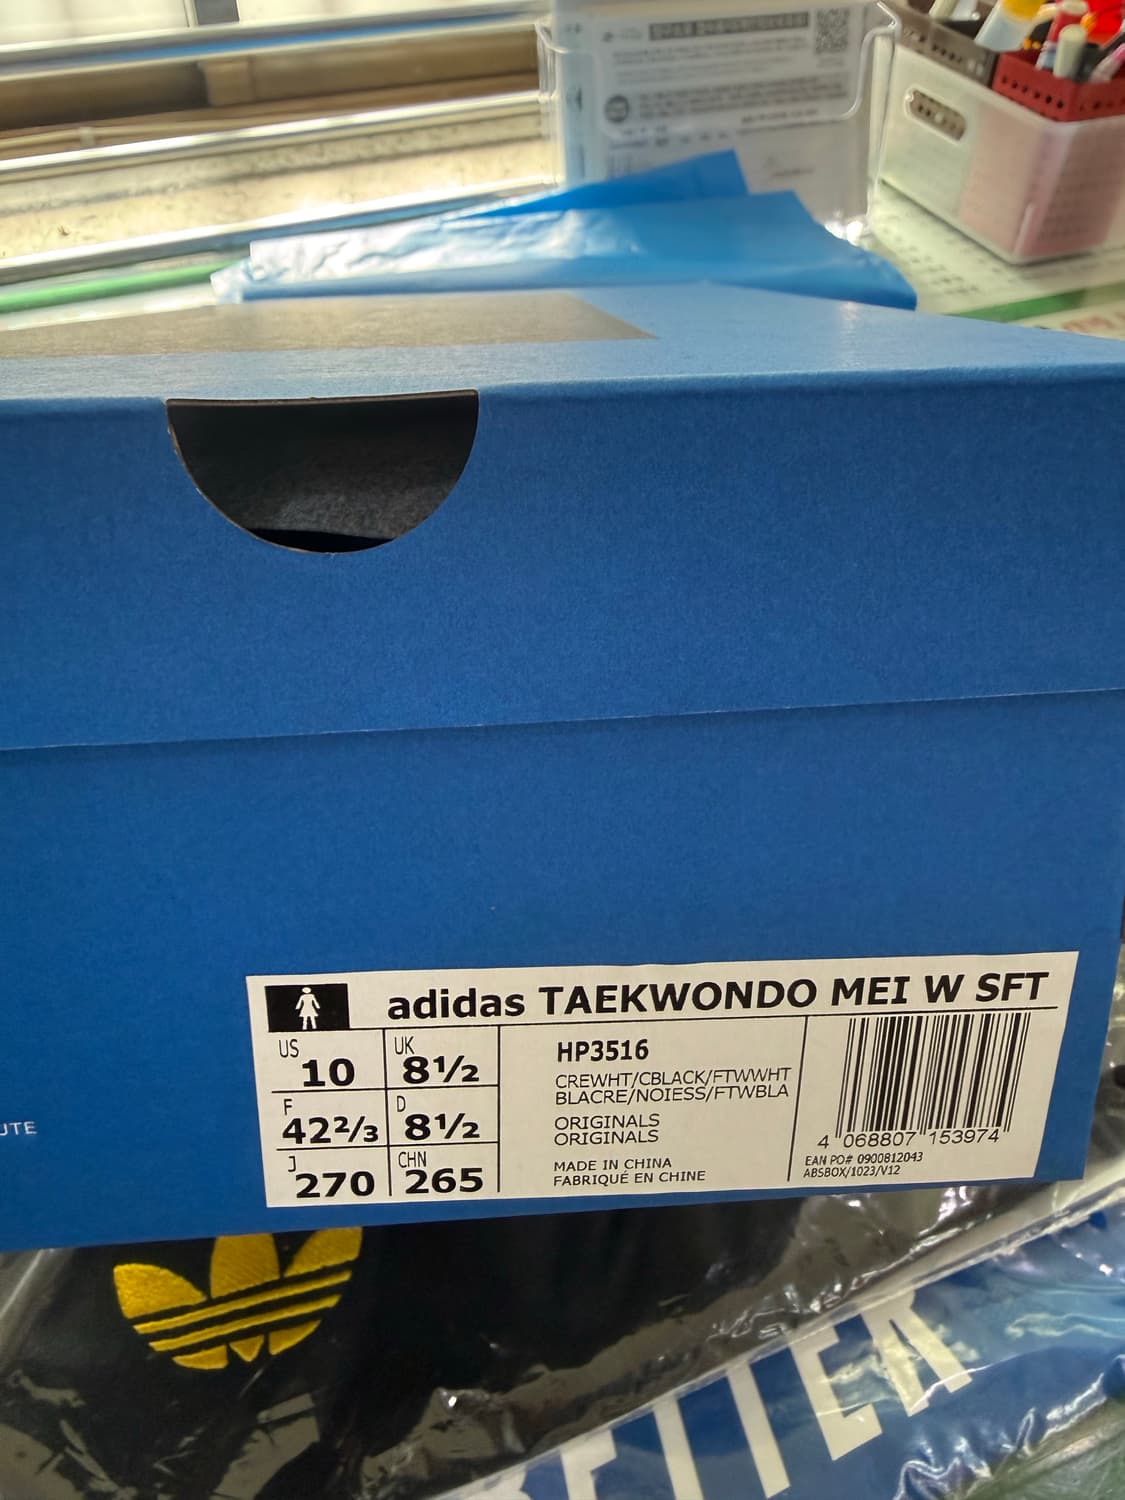 adidas TAEKWONDO MEI W SFT
US 10
UK 8½
F 42⅔
D 8½
J 270
CHN 265
HP3516
CREWHT/CBLACK/FTWWHT
BLACRE/NOIESS/FTWBLA
ORIGINALS
ORIGINALS
MADE IN CHINA
FABRIQUÉ EN CHINE
4 068807 153974
EAN PO# 0900812043
ABSBOX/1023/V12
UTE